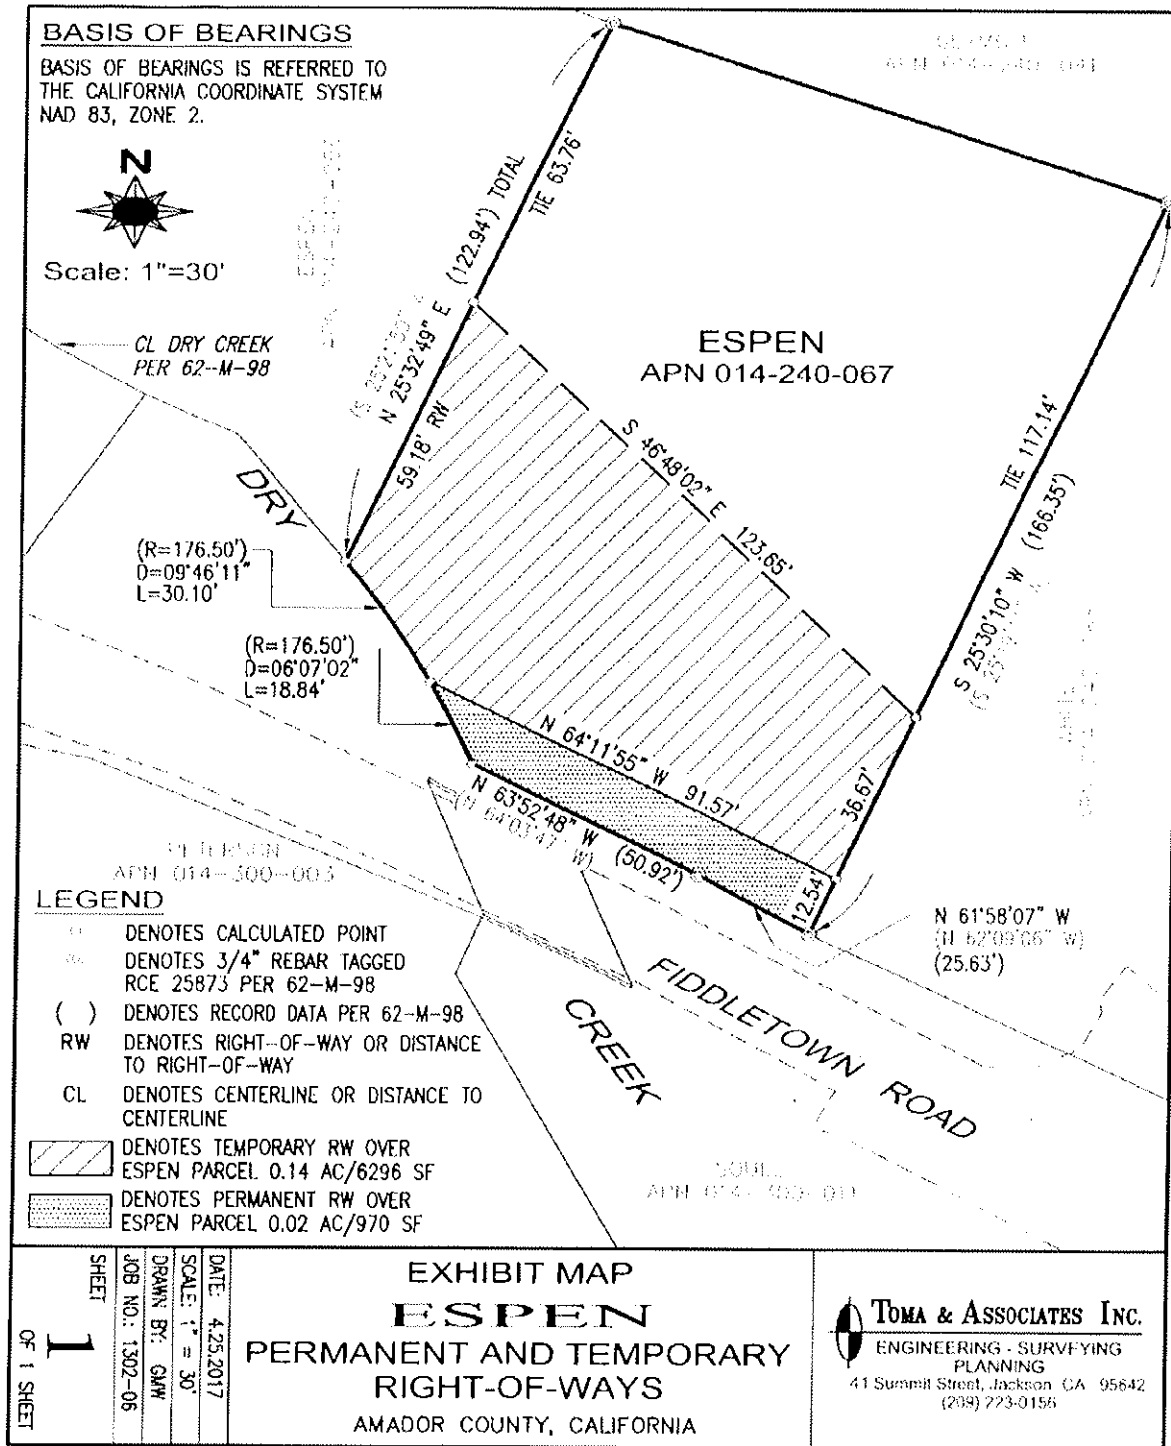 BASIS OF BEARINGS
BASIS OF BEARINGS IS REFERRED TO
THE CALIFORNIA COORDINATE SYSTEM
NAD 83, ZONE 2.
N
Scale: 1"=30'
CL DRY CREEK
PER 62-M-98
TIE 63.76'
N 25°32'49" E (122.94') TOTAL
59.18' RW
ESPEN
APN 014-240-067
S 46°48'02" E 123.65'
TIE 117.14'
S 25°30'10" W (166.35')
DRY
(R=176.50')
D=09°46'11"
L=30.10'
(R=176.50')
D=06°07'02"
L=18.84'
N 64°11'55" W 91.57'
36.67'
N 63°52'48" W (50.92')
(N 64°03'47" W)
12.54'
N 61°58'07" W
(N 62°09'06" W)
(25.63')
PETERSON
APN 014-300-003
LEGEND
DENOTES CALCULATED POINT
DENOTES 3/4" REBAR TAGGED
RCE 25873 PER 62-M-98
( ) DENOTES RECORD DATA PER 62-M-98
RW DENOTES RIGHT-OF-WAY OR DISTANCE
TO RIGHT-OF-WAY
CL DENOTES CENTERLINE OR DISTANCE TO
CENTERLINE
DENOTES TEMPORARY RW OVER
ESPEN PARCEL 0.14 AC/6296 SF
DENOTES PERMANENT RW OVER
ESPEN PARCEL 0.02 AC/970 SF
FIDDLETOWN ROAD
CREEK
DATE: 4.25.2017
SCALE: 1" = 30'
DRAWN BY: GMW
JOB NO.: 1302-06
SHEET
1
OF 1 SHEET
EXHIBIT MAP
ESPEN
PERMANENT AND TEMPORARY
RIGHT-OF-WAYS
AMADOR COUNTY, CALIFORNIA
TOMA & ASSOCIATES INC.
ENGINEERING - SURVEYING
PLANNING
41 Summit Street, Jackson CA 95642
(209) 223-0156